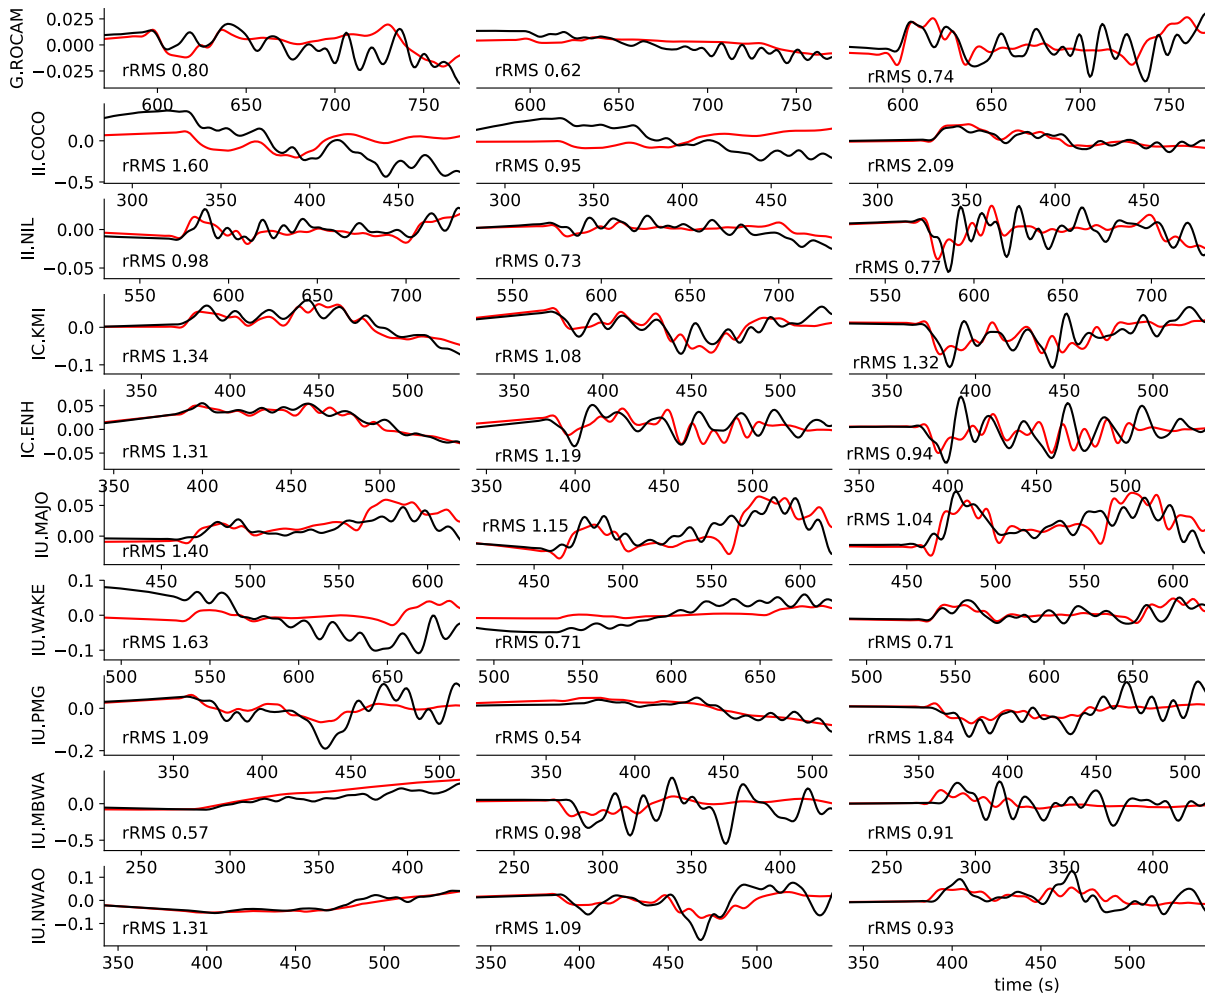 G.ROCAM
0.025
0.000
−0.025
rRMS 0.80
rRMS 0.62
rRMS 0.74
600 650 700 750
600 650 700 750
600 650 700 750
II.COCO
0.0
−0.5
rRMS 1.60
rRMS 0.95
rRMS 2.09
300 350 400 450
300 350 400 450
300 350 400 450
II.NIL
0.00
−0.05
rRMS 0.98
rRMS 0.73
rRMS 0.77
550 600 650 700
550 600 650 700
550 600 650 700
IC.KMI
0.0
−0.1
rRMS 1.34
rRMS 1.08
rRMS 1.32
350 400 450 500
350 400 450 500
350 400 450 500
IC.ENH
0.05
0.00
−0.05
rRMS 1.31
rRMS 1.19
rRMS 0.94
350 400 450 500
350 400 450 500
350 400 450 500
IU.MAJO
0.05
0.00
rRMS 1.40
rRMS 1.15
rRMS 1.04
450 500 550 600
450 500 550 600
450 500 550 600
IU.WAKE
0.1
0.0
−0.1
rRMS 1.63
rRMS 0.71
rRMS 0.71
500 550 600 650
500 550 600 650
500 550 600 650
IU.PMG
0.0
−0.2
rRMS 1.09
rRMS 0.54
rRMS 1.84
350 400 450 500
350 400 450 500
350 400 450 500
IU.MBWA
0.0
−0.5
rRMS 0.57
rRMS 0.98
rRMS 0.91
250 300 350 400
250 300 350 400
250 300 350 400
IU.NWAO
0.1
−0.1
rRMS 1.31
rRMS 1.09
rRMS 0.93
350 400 450 500
350 400 450 500
350 400 450 500
time (s)